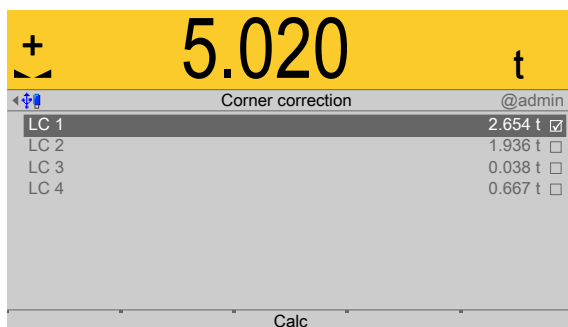 + 5.020 t
Corner correction @admin
LC 1 2.654 t
LC 2 1.936 t
LC 3 0.038 t
LC 4 0.667 t
Calc